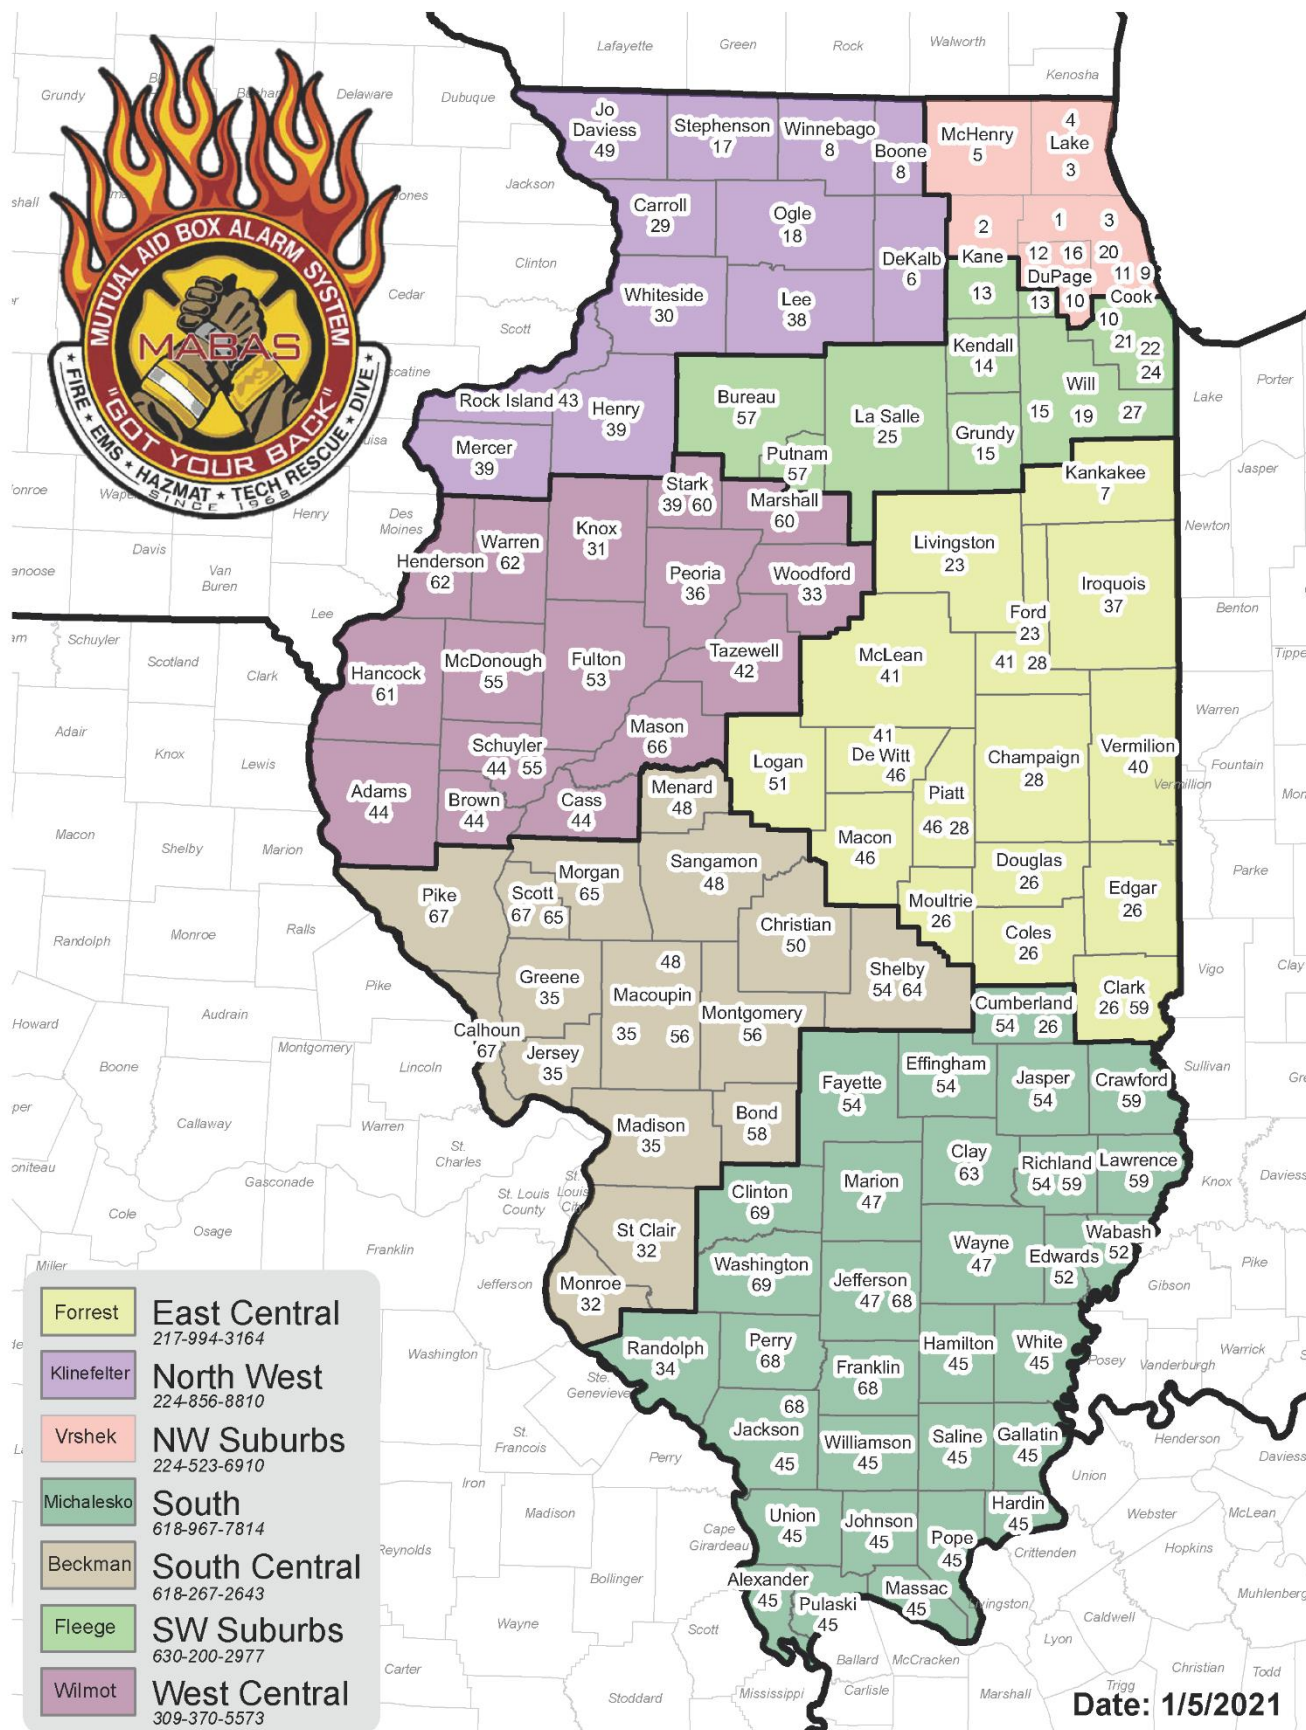 Lafayette
Green
Rock
Walworth
Kenosha
Grundy
Delaware
Dubuque
Jackson
Jones
Clinton
Cedar
Scott
MUTUAL AID BOX ALARM SYSTEM
MABAS
"GOT YOUR BACK"
★ FIRE ★ EMS ★ HAZMAT ★ TECH RESCUE ★ DIVE ★
SINCE 1968
Jo
Daviess
49
Stephenson
17
Winnebago
8
Boone
8
McHenry
5
4
Lake
3
Carroll
29
Ogle
18
DeKalb
6
2
Kane
13
1
3
12
16
20
DuPage
11
9
13
10
Cook
10
21
22
24
Whiteside
30
Lee
38
Kendall
14
Will
15
19
27
Rock Island 43
Henry
39
Bureau
57
La Salle
25
Grundy
15
Mercer
39
Putnam
57
Kankakee
7
Lake
Porter
Jasper
Newton
Benton
Warren
Fountain
Vermillion
Parke
Vigo
Clay
Sullivan
Knox
Daviess
Pike
Gibson
Warrick
Posey
Vanderburgh
Stark
39 60
Marshall
60
Knox
31
Warren
62
Henderson
62
Peoria
36
Woodford
33
Livingston
23
Iroquois
37
Ford
23
41 28
Hancock
61
McDonough
55
Fulton
53
Tazewell
42
McLean
41
Mason
66
Schuyler
44 55
Adams
44
Brown
44
Cass
44
Logan
51
41
De Witt
46
Champaign
28
Vermilion
40
Piatt
46 28
Menard
48
Macon
46
Sangamon
48
Douglas
26
Edgar
26
Moultrie
26
Coles
26
Pike
67
Scott
67 65
Morgan
65
Christian
50
Shelby
54 64
Clark
26 59
Cumberland
54 26
Greene
35
48
Macoupin
35 56
Montgomery
56
Calhoun
67
Jersey
35
Fayette
54
Effingham
54
Jasper
54
Crawford
59
Madison
35
Bond
58
Clay
63
Richland
54 59
Lawrence
59
Clinton
69
Marion
47
St Clair
32
Wabash
52
Wayne
47
Edwards
52
Washington
69
Jefferson
47 68
Monroe
32
Randolph
34
Perry
68
Hamilton
45
White
45
Franklin
68
68
Jackson
45
Williamson
45
Saline
45
Gallatin
45
Union
45
Johnson
45
Pope
45
Hardin
45
Alexander
45
Pulaski
45
Massac
45
Henry
Des
Moines
Davis
Van
Buren
Lee
Schuyler
Scotland
Clark
Adair
Knox
Lewis
Macon
Shelby
Marion
Randolph
Monroe
Ralls
Pike
Howard
Audrain
Boone
Montgomery
Lincoln
Callaway
Warren
St.
Charles
Gasconade
St. Louis
County
St.
Louis
City
Cole
Osage
Franklin
Miller
Jefferson
Washington
Ste.
Genevieve
St.
Francois
Perry
Iron
Madison
Cape
Girardeau
Reynolds
Bollinger
Wayne
Scott
Carter
Stoddard
Mississippi
Ballard
McCracken
Carlisle
Livingston
Crittenden
Lyon
Caldwell
Marshall
Trigg
Christian
Todd
Henderson
Daviess
Union
Webster
McLean
Hopkins
Muhlenberg
Forrest
East Central
217-994-3164
Klinefelter
North West
224-856-8810
Vrshek
NW Suburbs
224-523-6910
Michalesko
South
618-967-7814
Beckman
South Central
618-267-2643
Fleege
SW Suburbs
630-200-2977
Wilmot
West Central
309-370-5573
Date: 1/5/2021